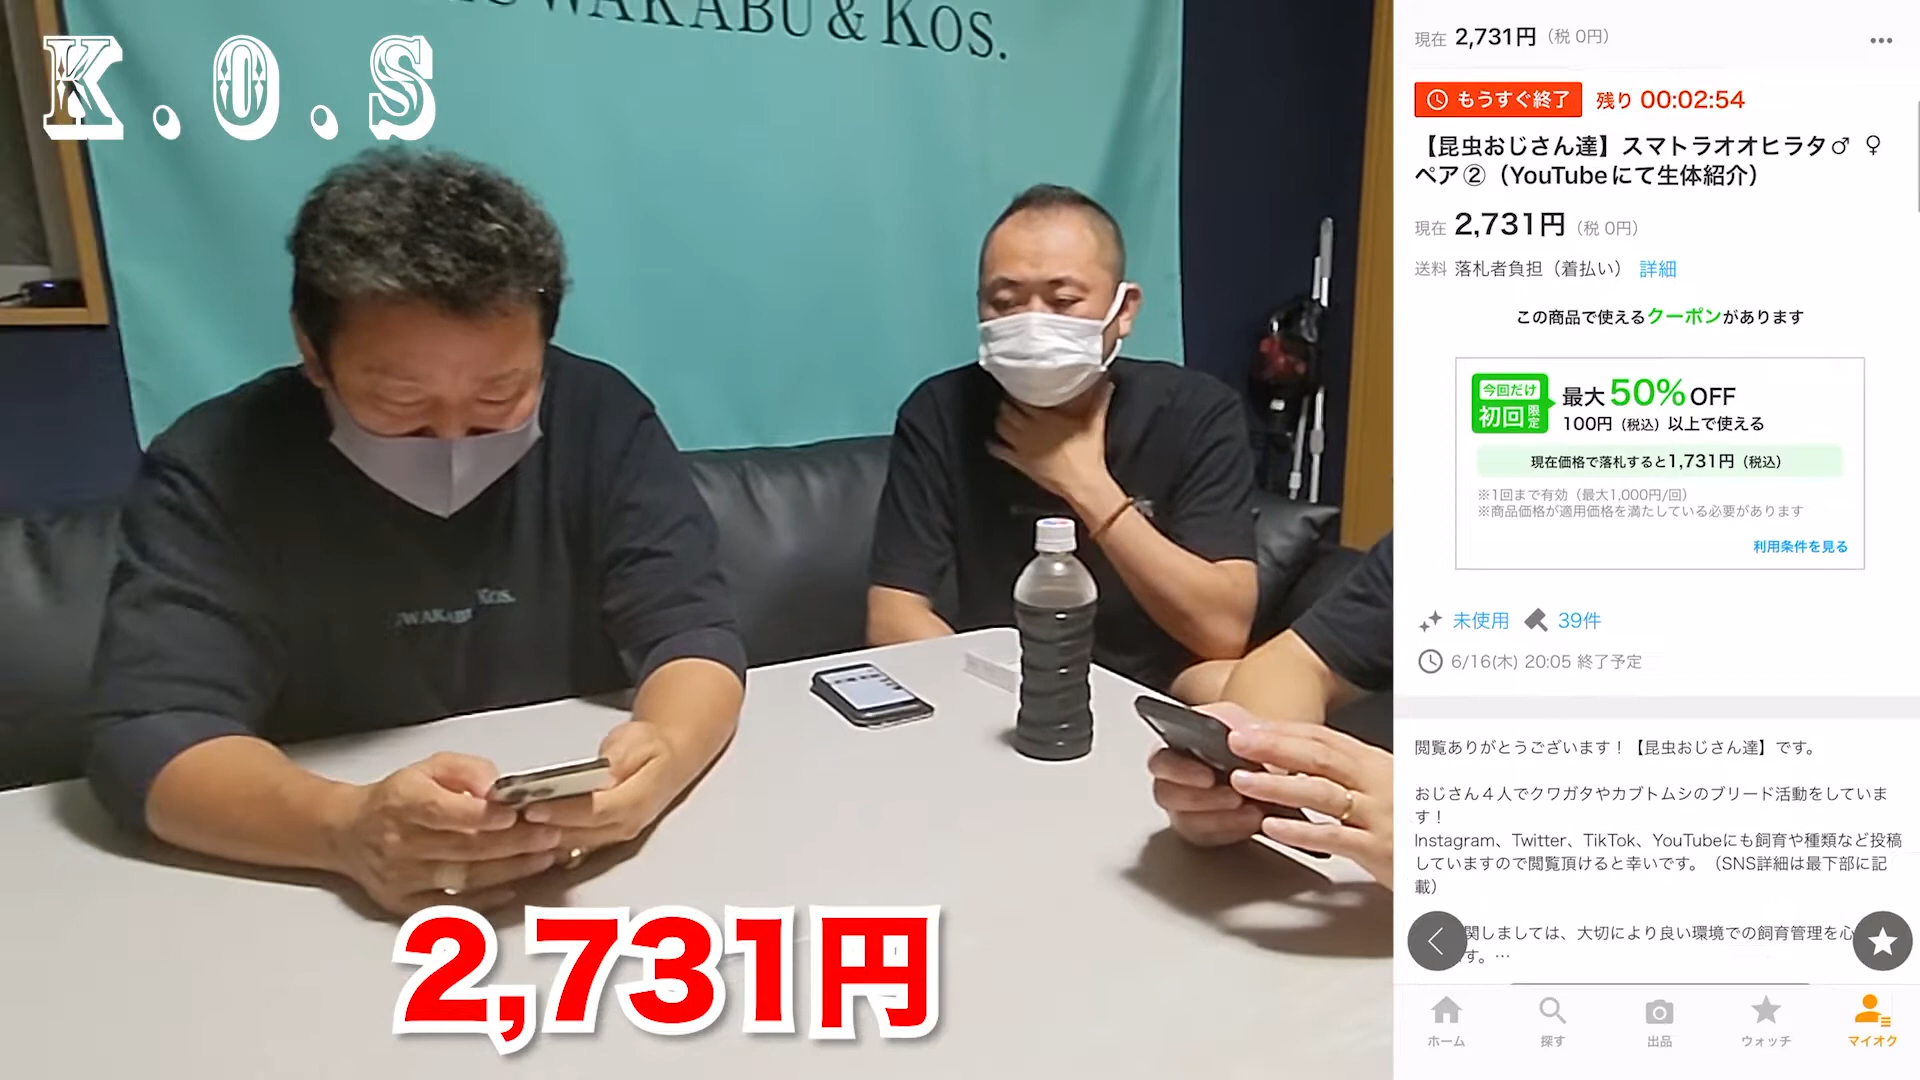 K.O.S
WAKABU & KOS.
WAKABU KOS.
2,731円
現在 2,731円（税 0円）
もうすぐ終了 残り 00:02:54
【昆虫おじさん達】スマトラオオヒラタ♂ ♀
ペア②（YouTubeにて生体紹介）
現在 2,731円（税 0円）
送料 落札者負担（着払い） 詳細
この商品で使えるクーポンがあります
今回だけ
初回限定
最大50%OFF
100円（税込）以上で使える
現在価格で落札すると1,731円（税込）
※1回まで有効（最大1,000円/回）
※商品価格が適用価格を満たしている必要があります
利用条件を見る
未使用 39件
6/16(木) 20:05 終了予定
閲覧ありがとうございます！【昆虫おじさん達】です。
おじさん４人でクワガタやカブトムシのブリード活動をしていま
す！
Instagram、Twitter、TikTok、YouTubeにも飼育や種類など投稿
していますので閲覧頂けると幸いです。（SNS詳細は最下部に記
載）
関しましては、大切により良い環境での飼育管理を心
す。…
ホーム 探す 出品 ウォッチ マイオク